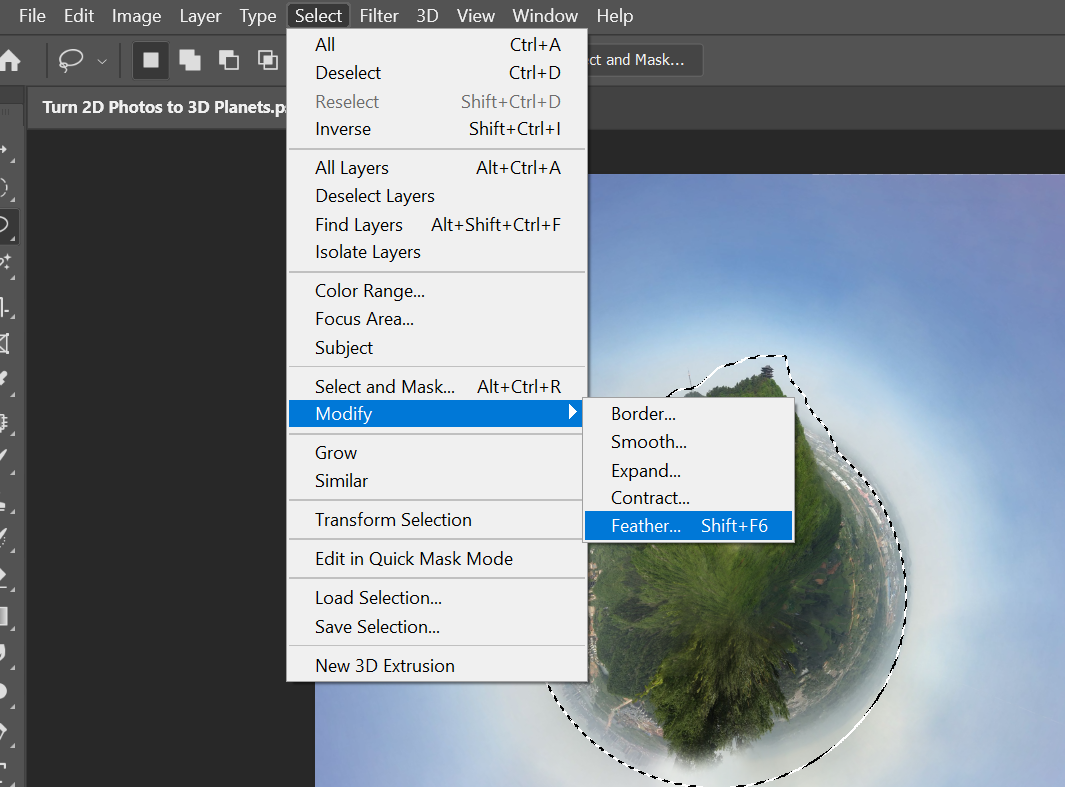 File Edit Image Layer Type Select Filter 3D View Window Help
ct and Mask...
Turn 2D Photos to 3D Planets.p
All Ctrl+A
Deselect Ctrl+D
Reselect Shift+Ctrl+D
Inverse Shift+Ctrl+I
All Layers Alt+Ctrl+A
Deselect Layers
Find Layers Alt+Shift+Ctrl+F
Isolate Layers
Color Range...
Focus Area...
Subject
Select and Mask... Alt+Ctrl+R
Modify
Grow
Similar
Transform Selection
Edit in Quick Mask Mode
Load Selection...
Save Selection...
New 3D Extrusion
Border...
Smooth...
Expand...
Contract...
Feather... Shift+F6